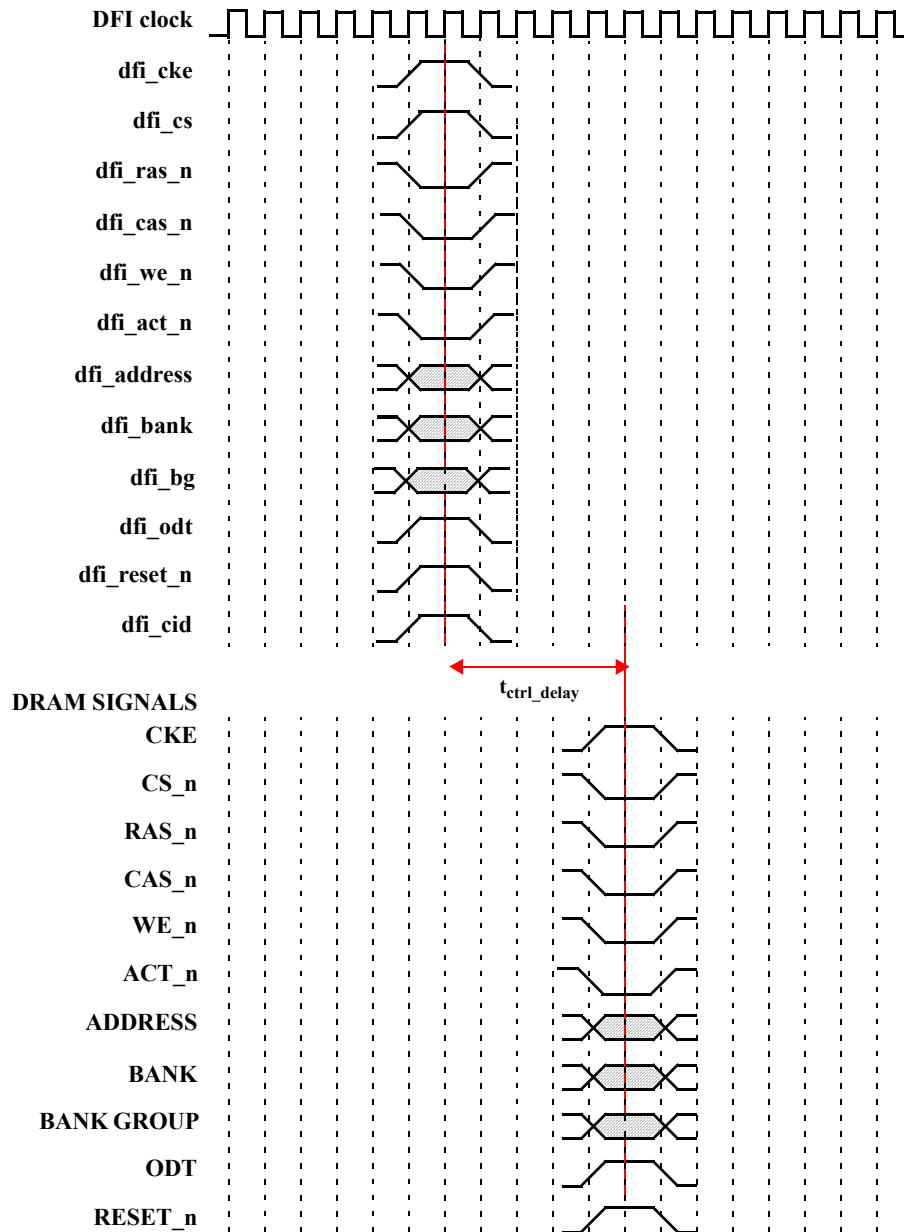 DFI clock
dfi_cke
dfi_cs
dfi_ras_n
dfi_cas_n
dfi_we_n
dfi_act_n
dfi_address
dfi_bank
dfi_bg
dfi_odt
dfi_reset_n
dfi_cid
tctrl_delay
DRAM SIGNALS
CKE
CS_n
RAS_n
CAS_n
WE_n
ACT_n
ADDRESS
BANK
BANK GROUP
ODT
RESET_n